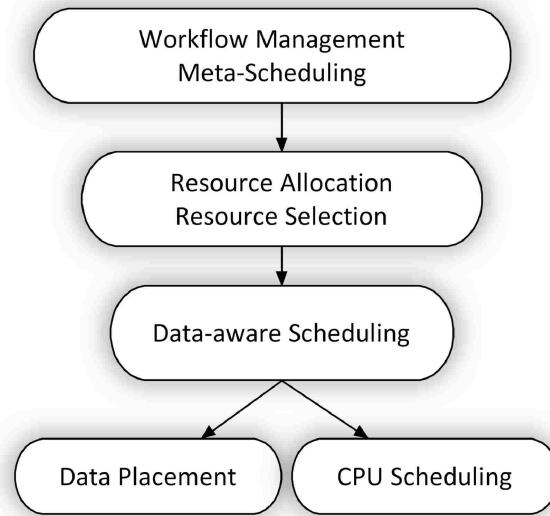 Workflow Management
Meta-Scheduling
Resource Allocation
Resource Selection
Data-aware Scheduling
Data Placement
CPU Scheduling